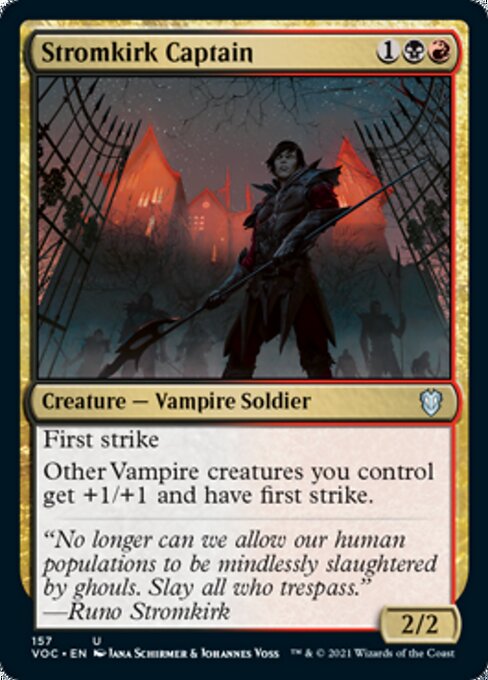 Stromkirk Captain 1
Creature — Vampire Soldier
First strike
Other Vampire creatures you control
get +1/+1 and have first strike.
“No longer can we allow our human
populations to be mindlessly slaughtered
by ghouls. Slay all who trespass.”
—Runo Stromkirk
2/2
157 U
VOC • EN Jana Schirmer & Johannes Voss ™ & © 2021 Wizards of the Coast